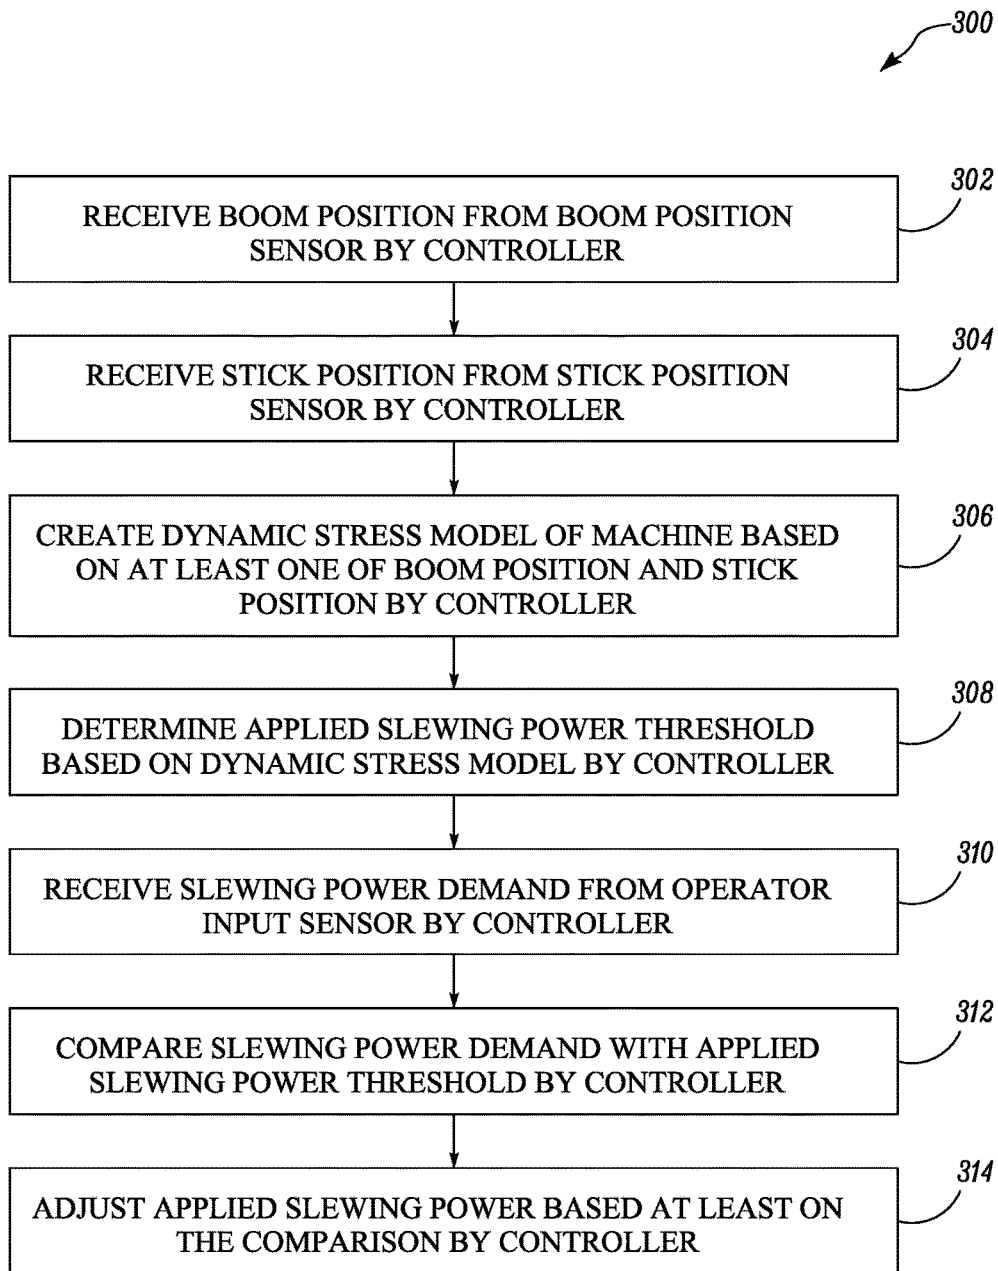 300
302
RECEIVE BOOM POSITION FROM BOOM POSITION
SENSOR BY CONTROLLER
304
RECEIVE STICK POSITION FROM STICK POSITION
SENSOR BY CONTROLLER
306
CREATE DYNAMIC STRESS MODEL OF MACHINE BASED
ON AT LEAST ONE OF BOOM POSITION AND STICK
POSITION BY CONTROLLER
308
DETERMINE APPLIED SLEWING POWER THRESHOLD
BASED ON DYNAMIC STRESS MODEL BY CONTROLLER
310
RECEIVE SLEWING POWER DEMAND FROM OPERATOR
INPUT SENSOR BY CONTROLLER
312
COMPARE SLEWING POWER DEMAND WITH APPLIED
SLEWING POWER THRESHOLD BY CONTROLLER
314
ADJUST APPLIED SLEWING POWER BASED AT LEAST ON
THE COMPARISON BY CONTROLLER